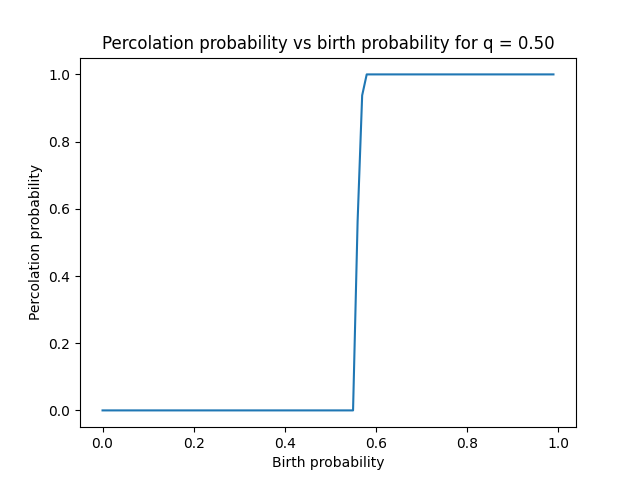 Percolation probability vs birth probability for q = 0.50
1.0
0.8
0.6
0.4
0.2
0.0
Percolation probability
0.0 0.2 0.4 0.6 0.8 1.0
Birth probability